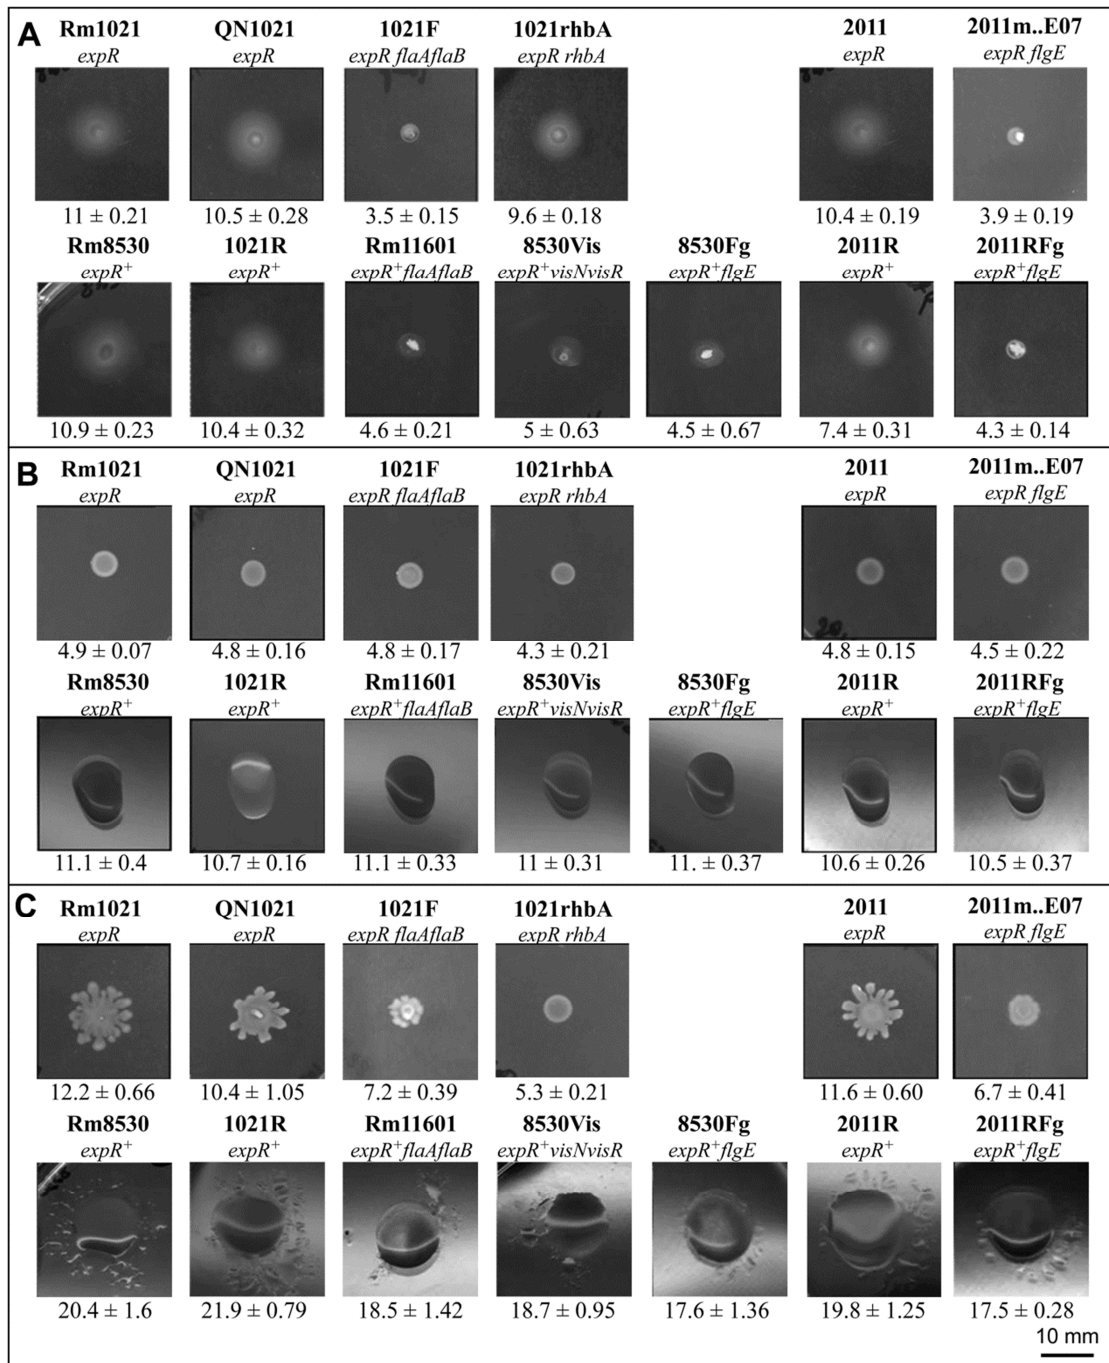 A
Rm1021 QN1021 1021F 1021rhbA 2011 2011m..E07
expR expR expR flaAflaB expR rhbA expR expR flgE
11 ± 0.21 10.5 ± 0.28 3.5 ± 0.15 9.6 ± 0.18 10.4 ± 0.19 3.9 ± 0.19
Rm8530 1021R Rm11601 8530Vis 8530Fg 2011R 2011RFg
expR⁺ expR⁺ expR⁺flaAflaB expR⁺visNvisR expR⁺flgE expR⁺ expR⁺flgE
10.9 ± 0.23 10.4 ± 0.32 4.6 ± 0.21 5 ± 0.63 4.5 ± 0.67 7.4 ± 0.31 4.3 ± 0.14
B
Rm1021 QN1021 1021F 1021rhbA 2011 2011m..E07
expR expR expR flaAflaB expR rhbA expR expR flgE
4.9 ± 0.07 4.8 ± 0.16 4.8 ± 0.17 4.3 ± 0.21 4.8 ± 0.15 4.5 ± 0.22
Rm8530 1021R Rm11601 8530Vis 8530Fg 2011R 2011RFg
expR⁺ expR⁺ expR⁺flaAflaB expR⁺visNvisR expR⁺flgE expR⁺ expR⁺flgE
11.1 ± 0.4 10.7 ± 0.16 11.1 ± 0.33 11 ± 0.31 11. ± 0.37 10.6 ± 0.26 10.5 ± 0.37
C
Rm1021 QN1021 1021F 1021rhbA 2011 2011m..E07
expR expR expR flaAflaB expR rhbA expR expR flgE
12.2 ± 0.66 10.4 ± 1.05 7.2 ± 0.39 5.3 ± 0.21 11.6 ± 0.60 6.7 ± 0.41
Rm8530 1021R Rm11601 8530Vis 8530Fg 2011R 2011RFg
expR⁺ expR⁺ expR⁺flaAflaB expR⁺visNvisR expR⁺flgE expR⁺ expR⁺flgE
20.4 ± 1.6 21.9 ± 0.79 18.5 ± 1.42 18.7 ± 0.95 17.6 ± 1.36 19.8 ± 1.25 17.5 ± 0.28
10 mm